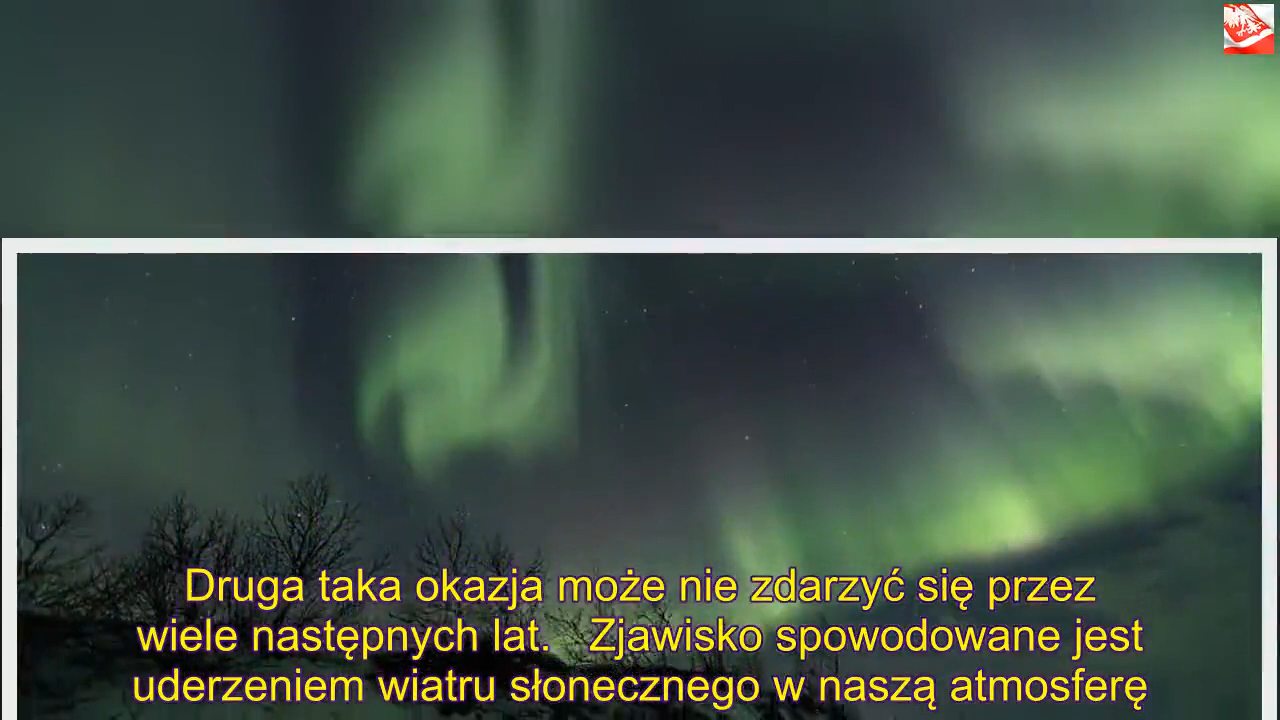 Druga taka okazja może nie zdarzyć się przez
wiele następnych lat.   Zjawisko spowodowane jest
uderzeniem wiatru słonecznego w naszą atmosferę